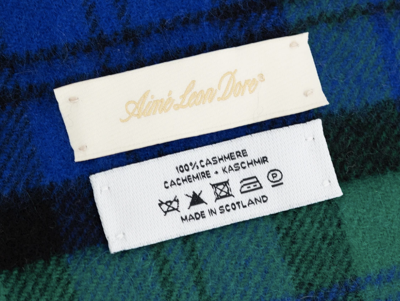 Aimé Leon Dore
100% CASHMERE
CACHEMIRE • KASCHMIR
P
MADE IN SCOTLAND